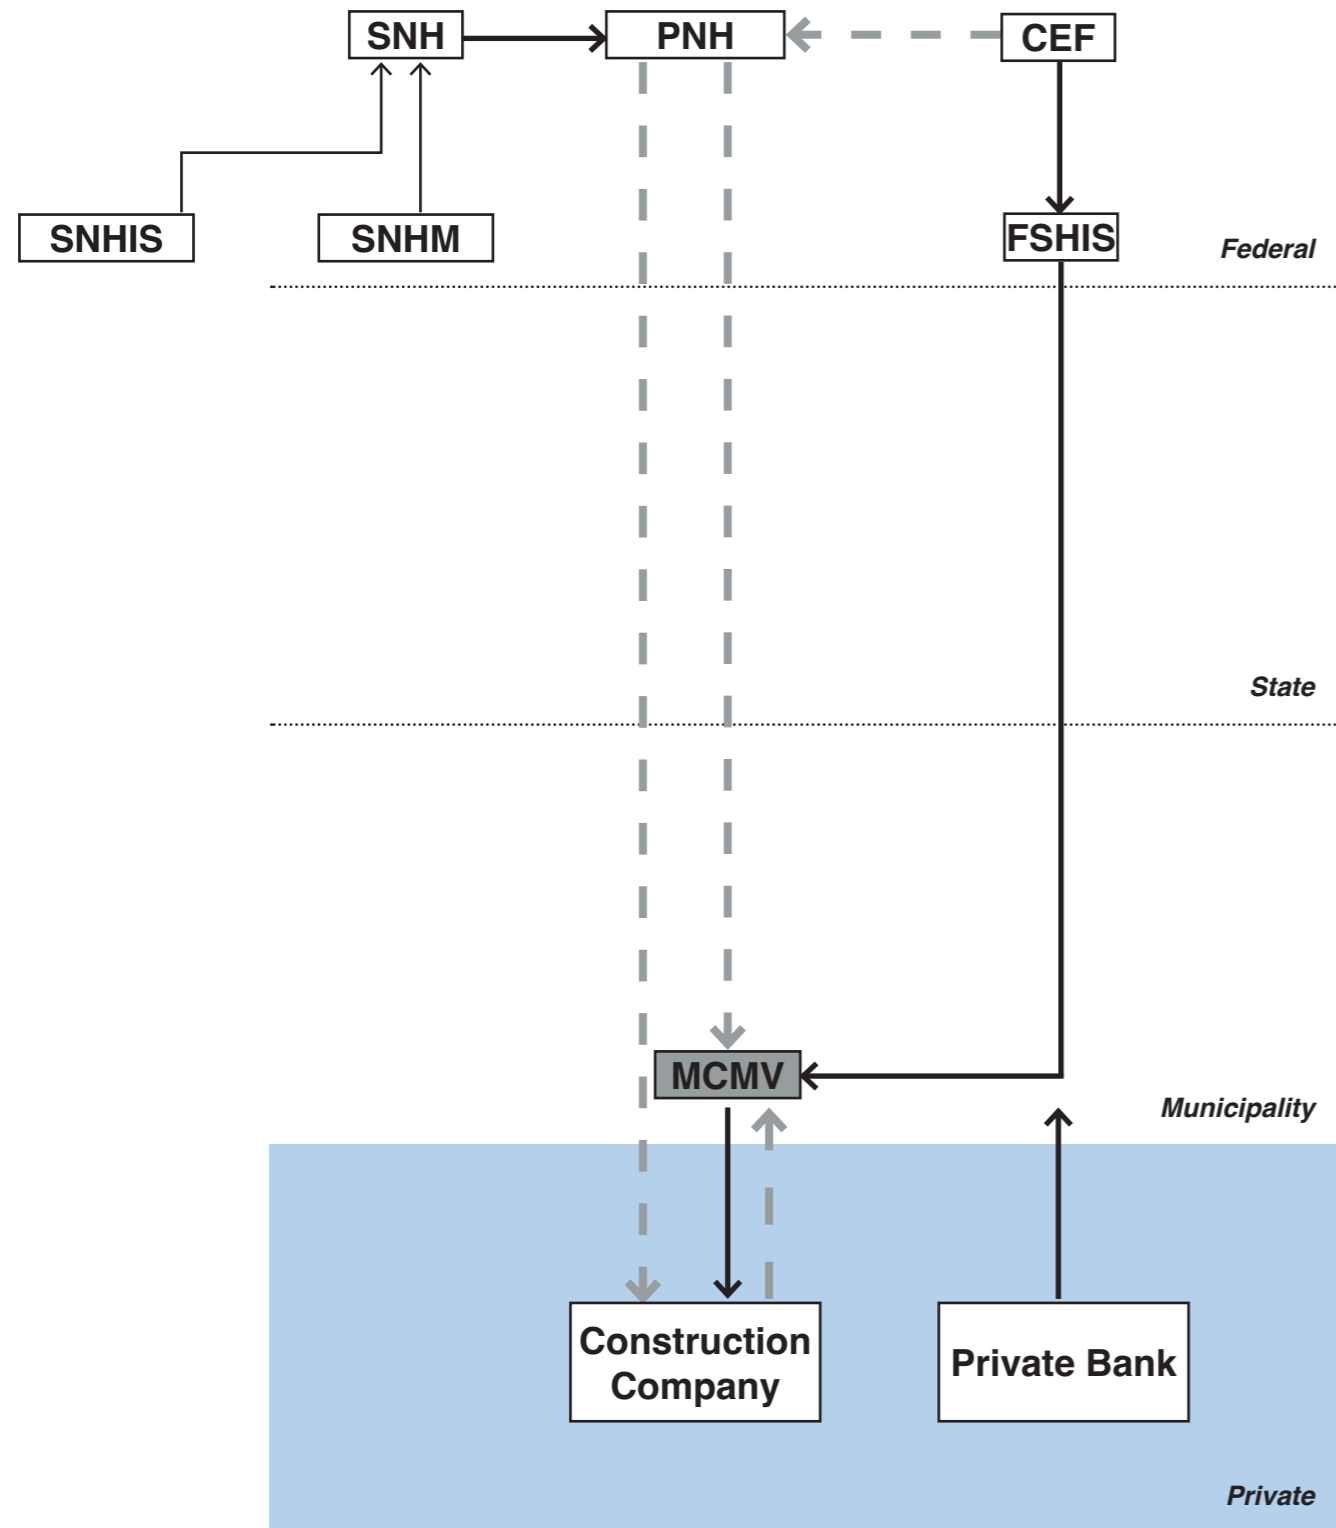 SNH
PNH
CEF
SNHIS
SNHM
FSHIS
Federal
State
MCMV
Municipality
Construction
Company
Private Bank
Private